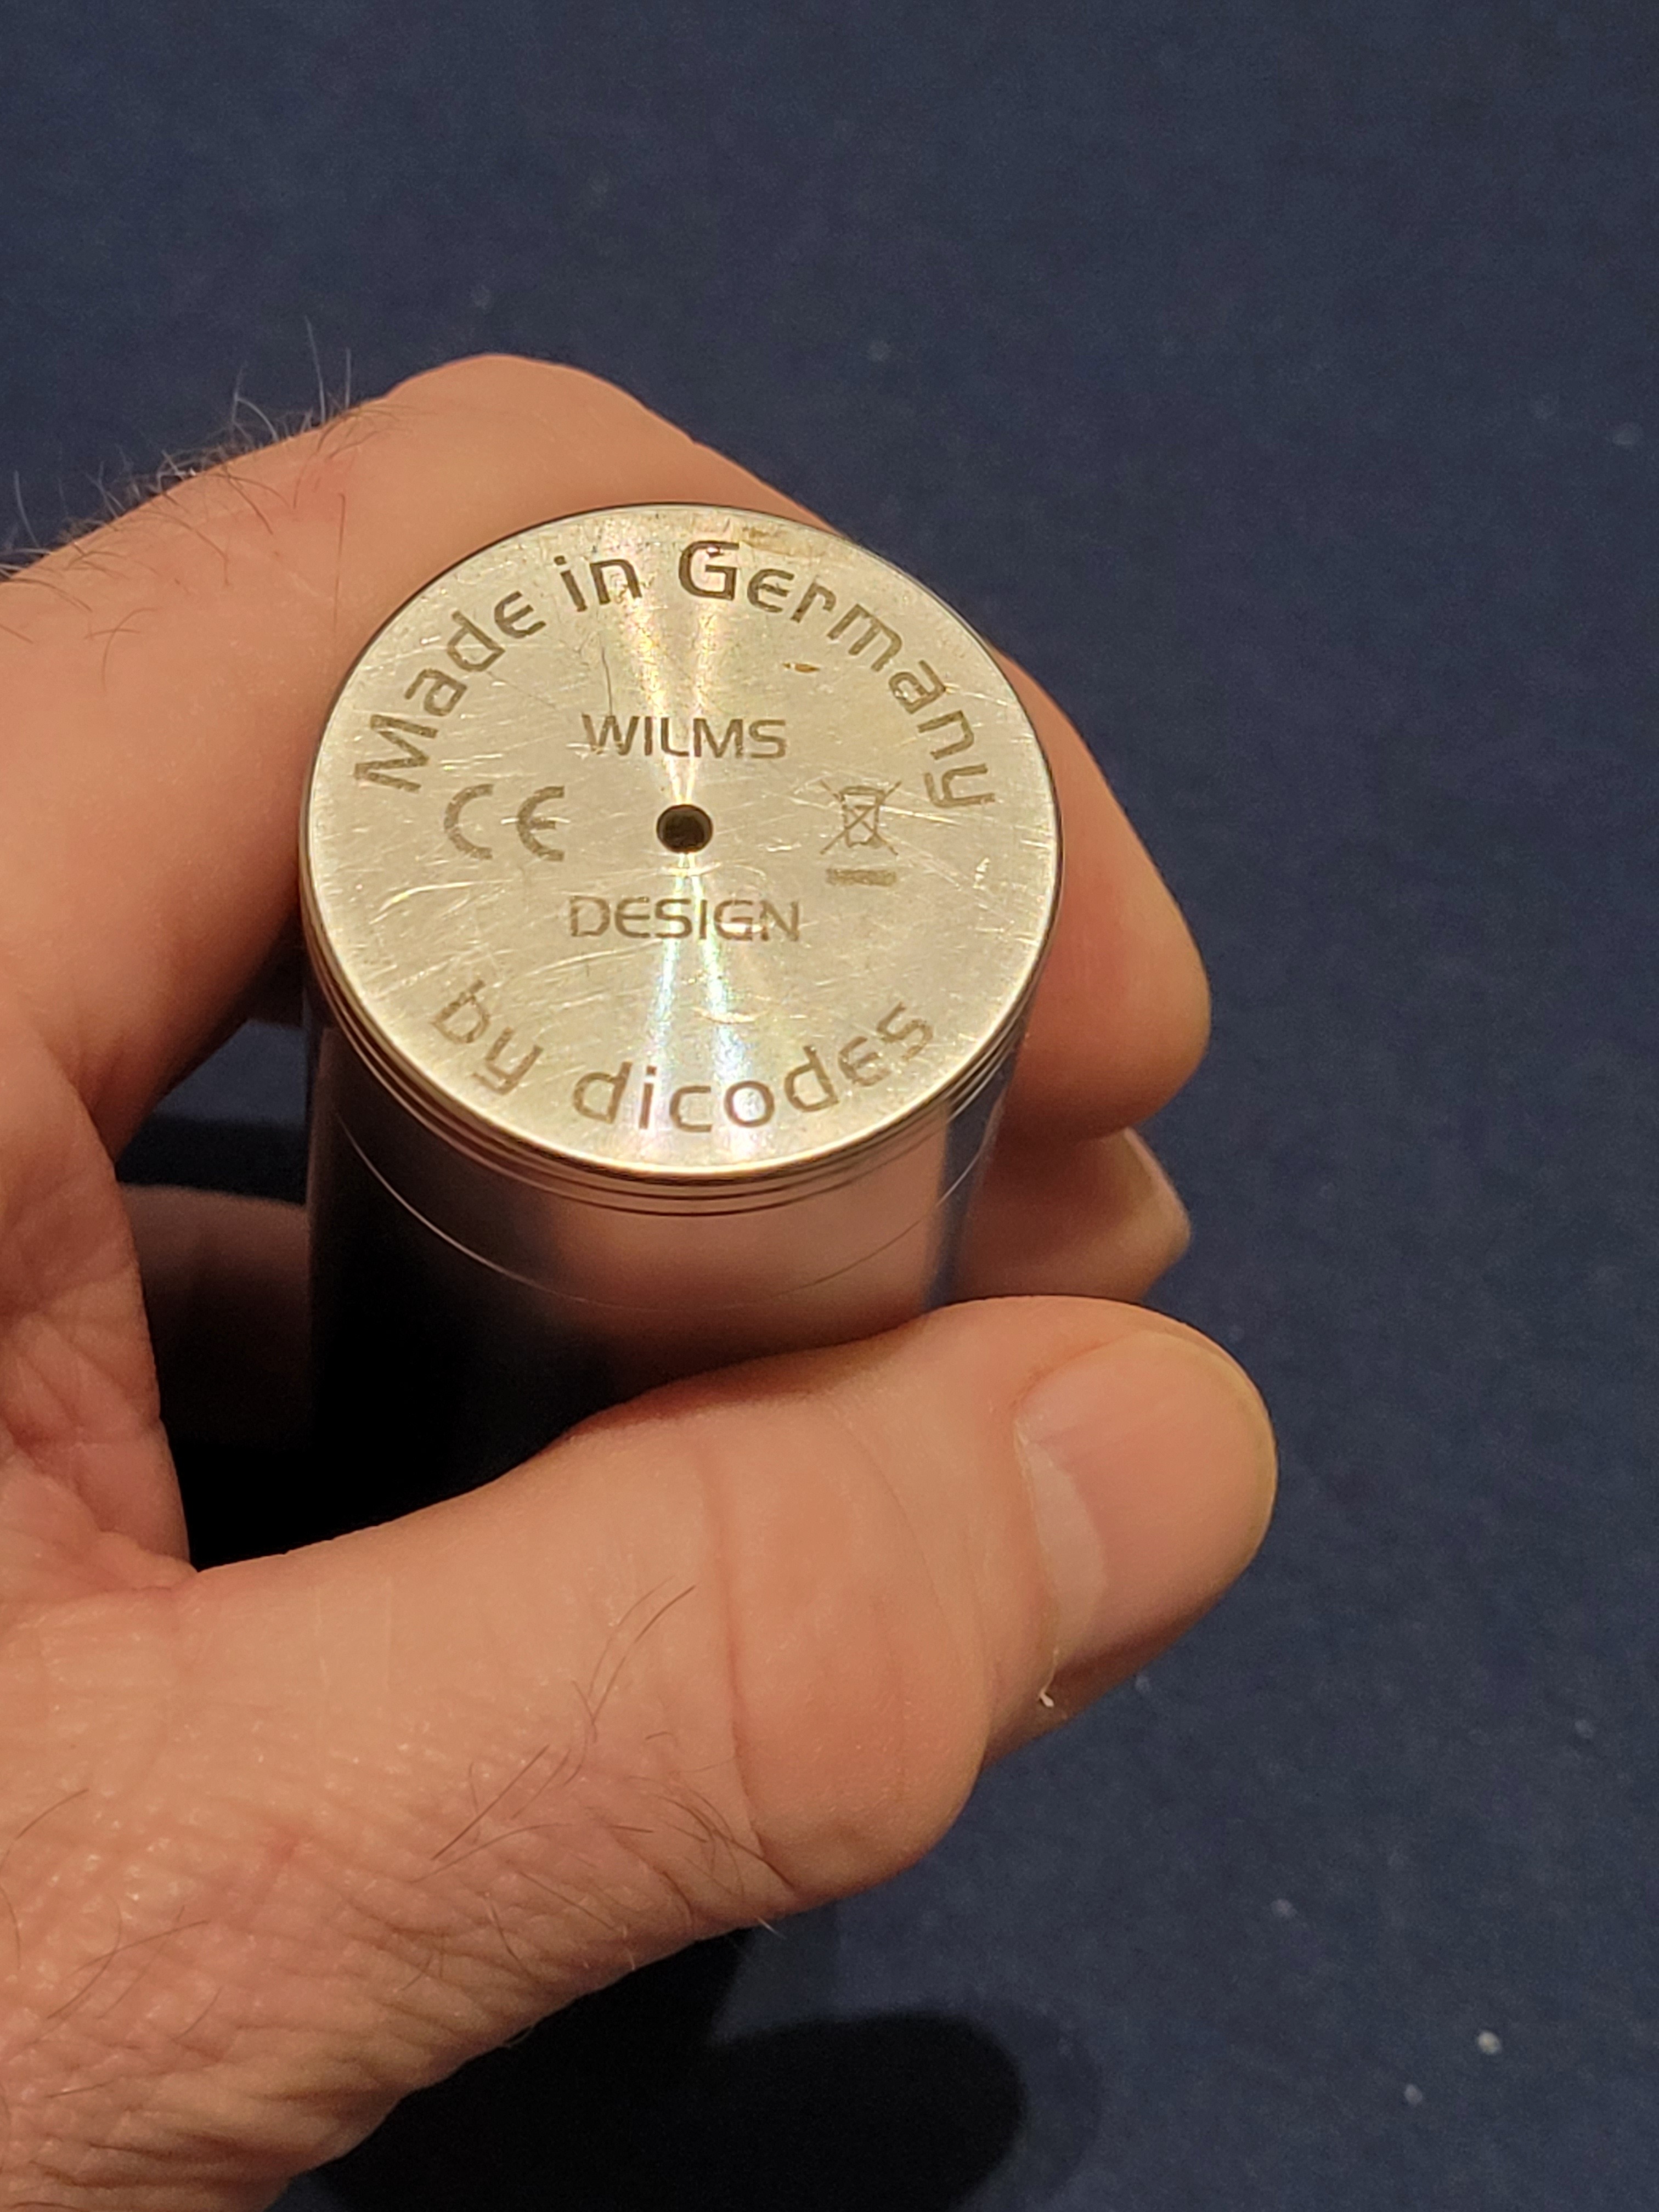 Made in Germany
WILMS
CE
DESIGN
by dicodes